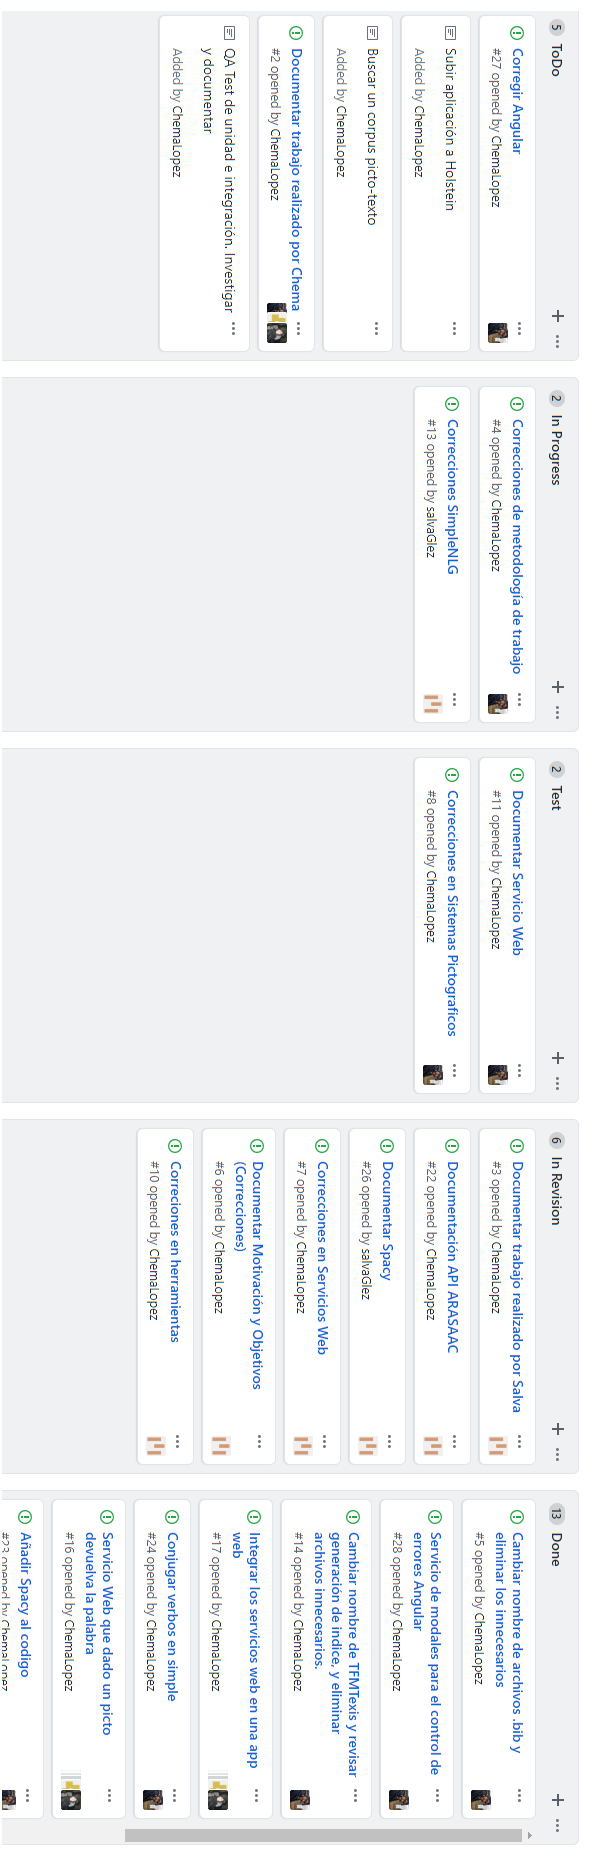 5 ToDo
Corregir Angular
#27 opened by ChemaLopez
Subir aplicación a Holstein
Added by ChemaLopez
Buscar un corpus picto-texto
Added by ChemaLopez
Documentar trabajo realizado por Chema
#2 opened by ChemaLopez
QA Test de unidad e integración. Investigar
y documentar
Added by ChemaLopez
2 In Progress
Correcciones de metodología de trabajo
#4 opened by ChemaLopez
Correcciones SimpleNLG
#13 opened by salvaGlez
2 Test
Documentar Servicio Web
#11 opened by ChemaLopez
Correcciones en Sistemas Pictograficos
#8 opened by ChemaLopez
6 In Revision
Documentar trabajo realizado por Salva
#3 opened by ChemaLopez
Documentación API ARASAAC
#22 opened by ChemaLopez
Documentar Spacy
#26 opened by salvaGlez
Correcciones en Servicios Web
#7 opened by ChemaLopez
Documentar Motivación y Objetivos
(Correcciones)
#6 opened by ChemaLopez
Correciones en herramientas
#10 opened by ChemaLopez
13 Done
Cambiar nombre de archivos .bib y
eliminar los innecesarios
#5 opened by ChemaLopez
Servicio de modales para el control de
errores Angular
#28 opened by ChemaLopez
Cambiar nombre de TFMTexis y revisar
generación de indice, y eliminar
archivos innecesarios.
#14 opened by ChemaLopez
Integrar los servicios web en una app
web
#17 opened by ChemaLopez
Conjugar verbos en simple
#24 opened by ChemaLopez
Servicio Web que dado un picto
devuelva la palabra
#16 opened by ChemaLopez
Añadir Spacy al codigo
#23 opened by ChemaLopez